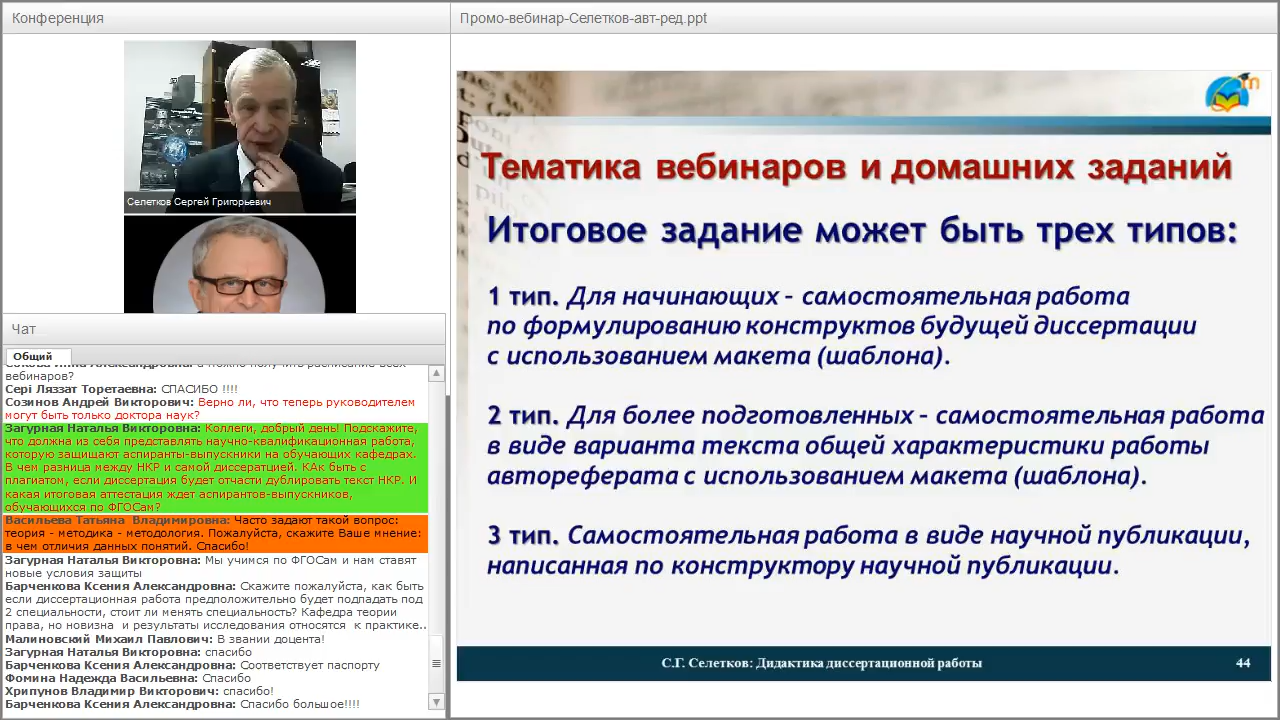 Конференция
Промо-вебинар-Селетков-авт-ред.ppt
Селетков Сергей Григорьевич
Чат
Общий
вебинаров?
Сері Ляззат Торетаевна: СПАСИБО !!!!
Созинов Андрей Викторович: Верно ли, что теперь руководителем
могут быть только доктора наук?
Загурная Наталья Викторовна: Коллеги, добрый день! Подскажите,
что должна из себя представлять научно-квалификационная работа,
которую защищают аспиранты-выпускники на обучающих кафедрах.
В чем разница между НКР и самой диссератцией. КАк быть с
плагиатом, если диссертация будет отчасти дублировать текст НКР. И
какая итоговая аттестация ждет аспирантов-выпускников,
обучающихся по ФГОСам?
Васильева Татьяна Владимировна: Часто задают такой вопрос:
теория - методика - методология. Пожалуйста, скажите Ваше мнение:
в чем отличия данных понятий. Спасибо!
Загурная Наталья Викторовна: Мы учимся по ФГОСам и нам ставят
новые условия защиты
Барченкова Ксения Александровна: Скажите пожалуйста, как быть
если диссертационная работа предположительно будет подпадать под
2 специальности, стоит ли менять специальность? Кафедра теории
права, но новизна и результаты исследования относятся к практике..
Малиновский Михаил Павлович: В звании доцента!
Загурная Наталья Викторовна: спасибо
Барченкова Ксения Александровна: Соответствует паспорту
Фомина Надежда Васильевна: Спасибо
Хрипунов Владимир Викторович: спасибо!
Барченкова Ксения Александровна: Спасибо большое!!!!
Тематика вебинаров и домашних заданий
Итоговое задание может быть трех типов:
1 тип. Для начинающих – самостоятельная работа
по формулированию конструктов будущей диссертации
с использованием макета (шаблона).
2 тип. Для более подготовленных – самостоятельная работа
в виде варианта текста общей характеристики работы
автореферата с использованием макета (шаблона).
3 тип. Самостоятельная работа в виде научной публикации,
написанная по конструктору научной публикации.
С.Г. Селетков: Дидактика диссертационной работы
44